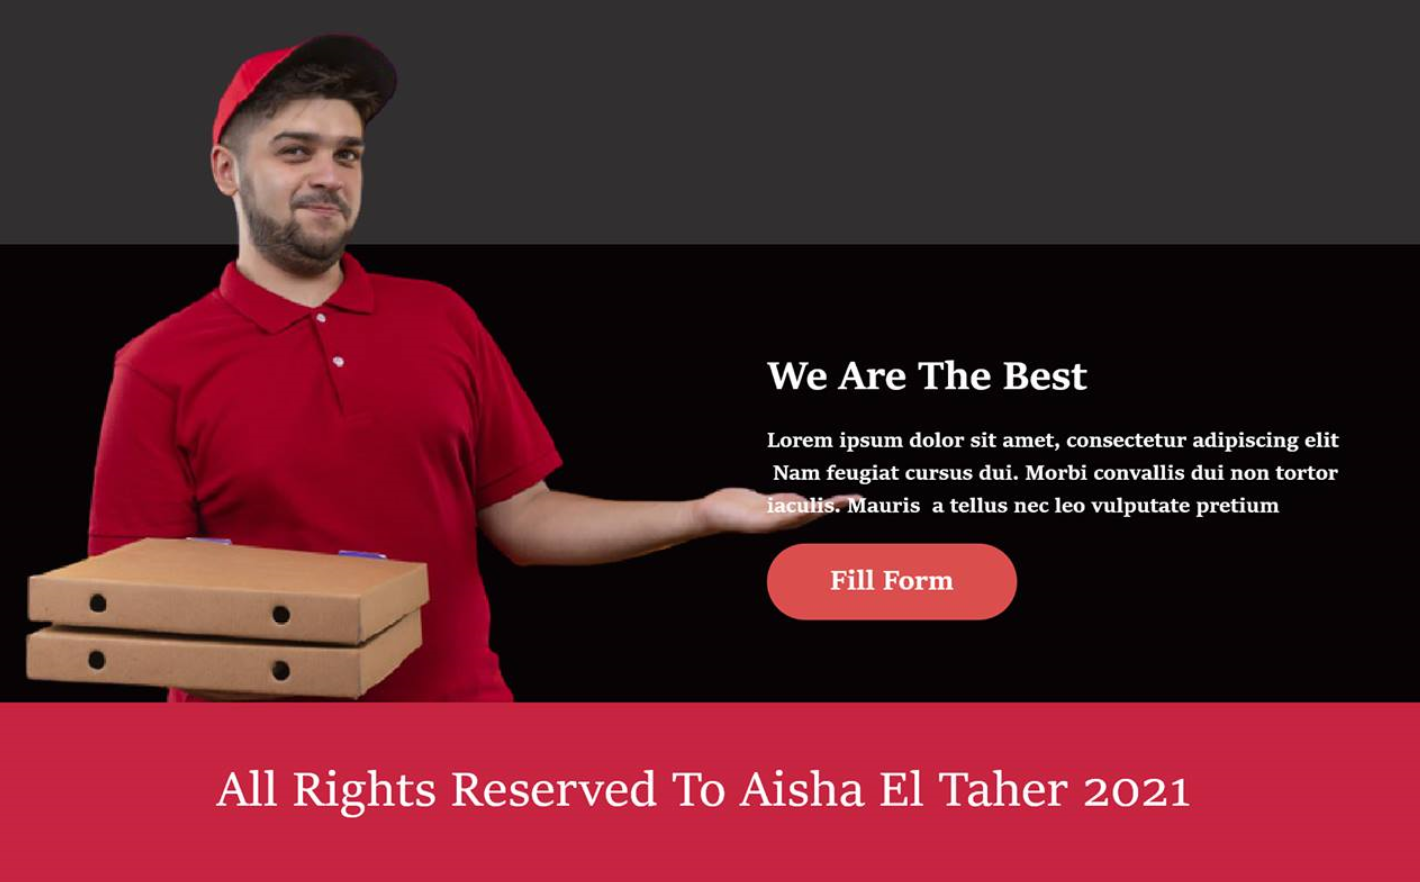 We Are The Best
Lorem ipsum dolor sit amet, consectetur adipiscing elit
Nam feugiat cursus dui. Morbi convallis dui non tortor
iaculis. Mauris  a tellus nec leo vulputate pretium
Fill Form
All Rights Reserved To Aisha El Taher 2021